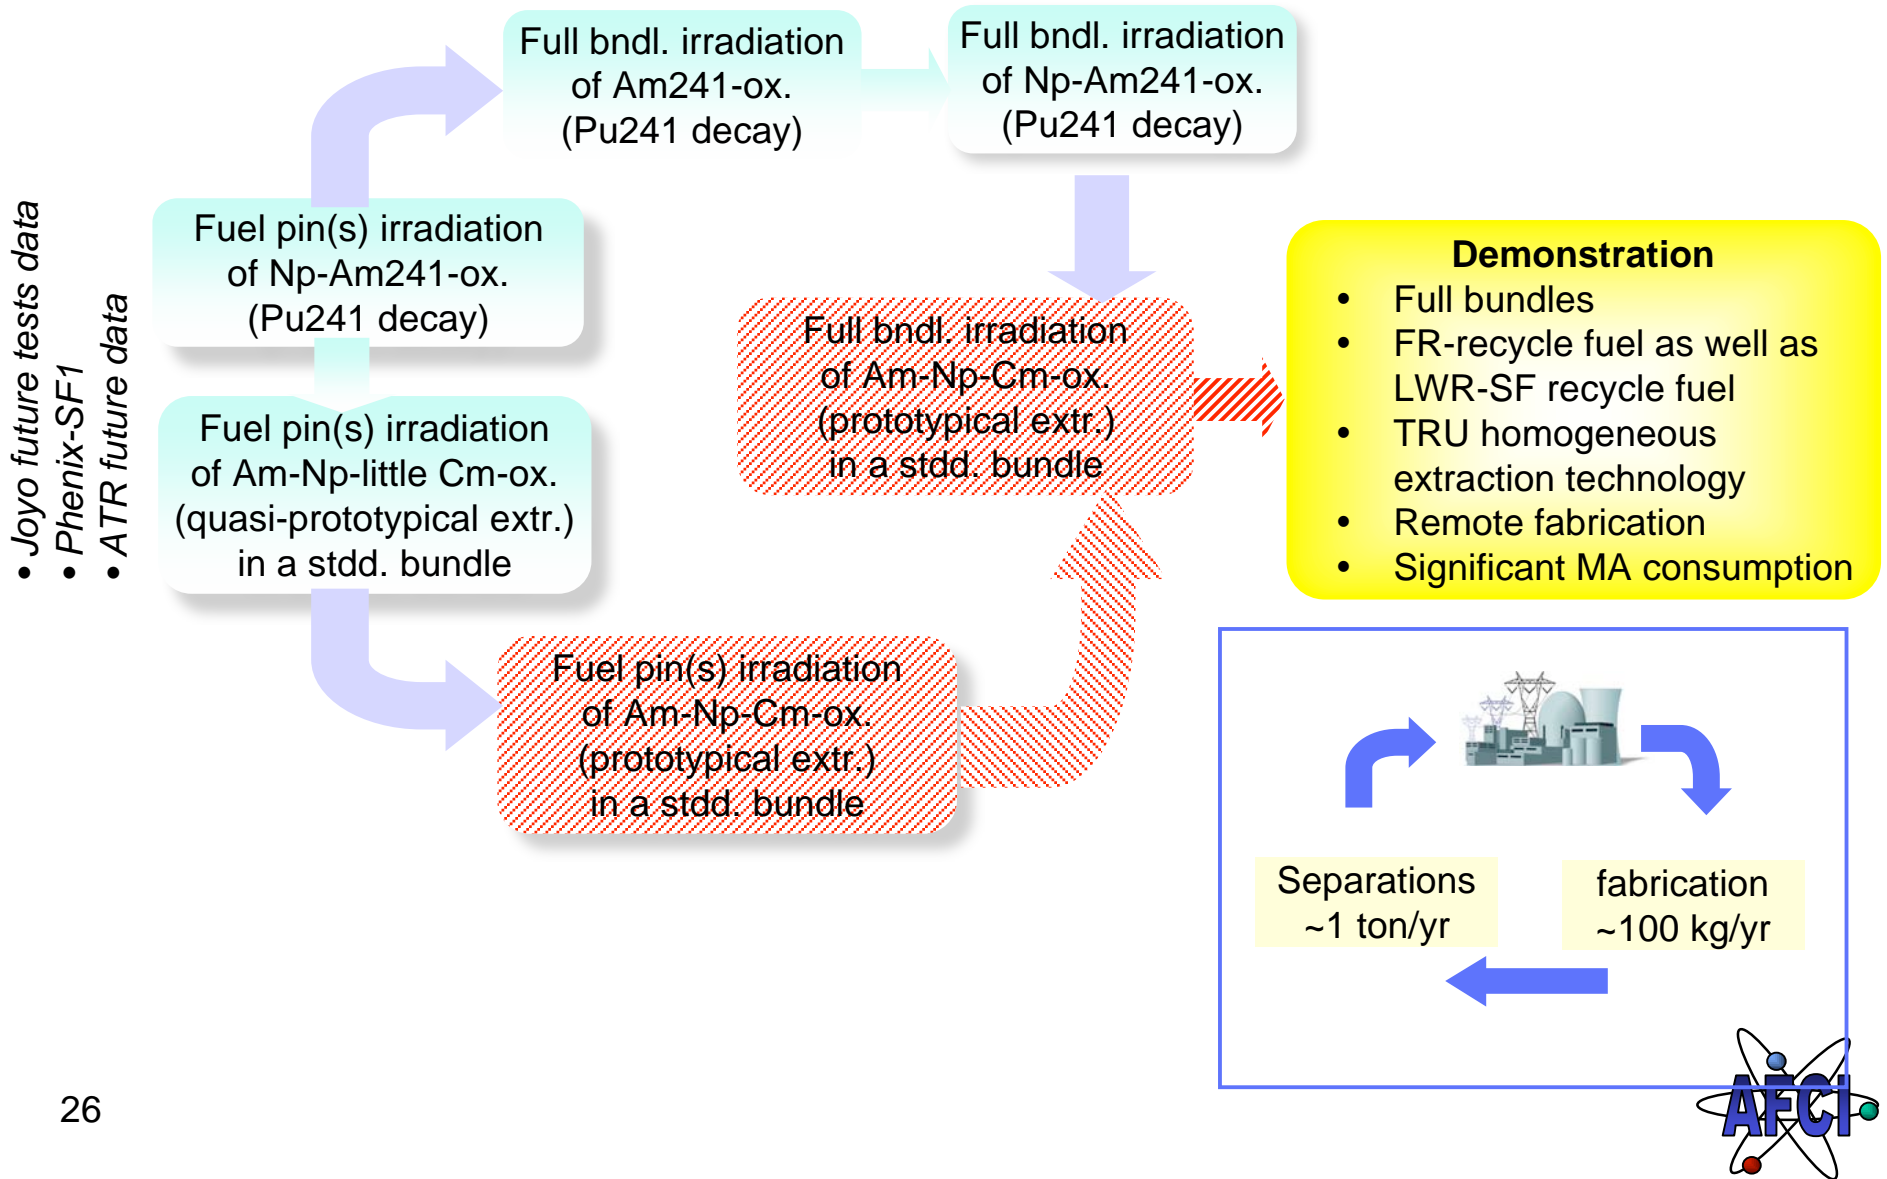 • Joyo future tests data
• Phenix-SF1
• ATR future data
Full bndl. irradiation
of Am241-ox.
(Pu241 decay)
Full bndl. irradiation
of Np-Am241-ox.
(Pu241 decay)
Fuel pin(s) irradiation
of Np-Am241-ox.
(Pu241 decay)
Fuel pin(s) irradiation
of Am-Np-little Cm-ox.
(quasi-prototypical extr.)
in a stdd. bundle
Fuel pin(s) irradiation
of Am-Np-Cm-ox.
(prototypical extr.)
in a stdd. bundle
Full bndl. irradiation
of Am-Np-Cm-ox.
(prototypical extr.)
in a stdd. bundle
Demonstration
• Full bundles
• FR-recycle fuel as well as
LWR-SF recycle fuel
• TRU homogeneous
extraction technology
• Remote fabrication
• Significant MA consumption
Separations
~1 ton/yr
fabrication
~100 kg/yr
26
AFCI